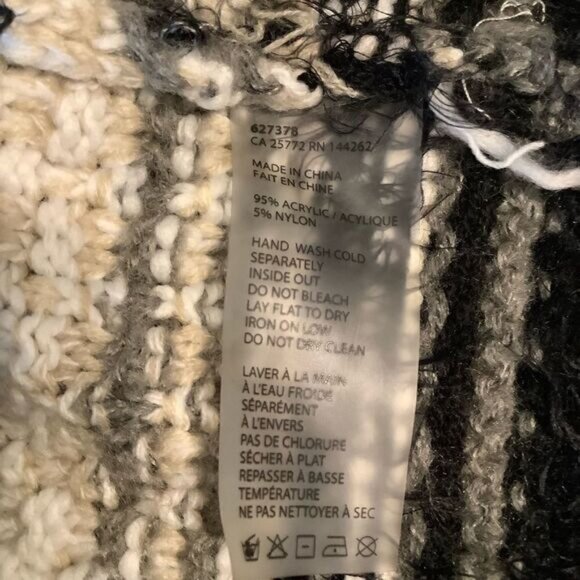 627378
CA 25772 RN 144262
MADE IN CHINA
FAIT EN CHINE
95% ACRYLIC / ACYLIQUE
5% NYLON
HAND WASH COLD
SEPARATELY
INSIDE OUT
DO NOT BLEACH
LAY FLAT TO DRY
IRON ON LOW
DO NOT DRY CLEAN
LAVER À LA MAIN
À L'EAU FROIDE
SÉPARÉMENT
À L'ENVERS
PAS DE CHLORURE
SÉCHER À PLAT
REPASSER À BASSE
TEMPÉRATURE
NE PAS NETTOYER À SEC